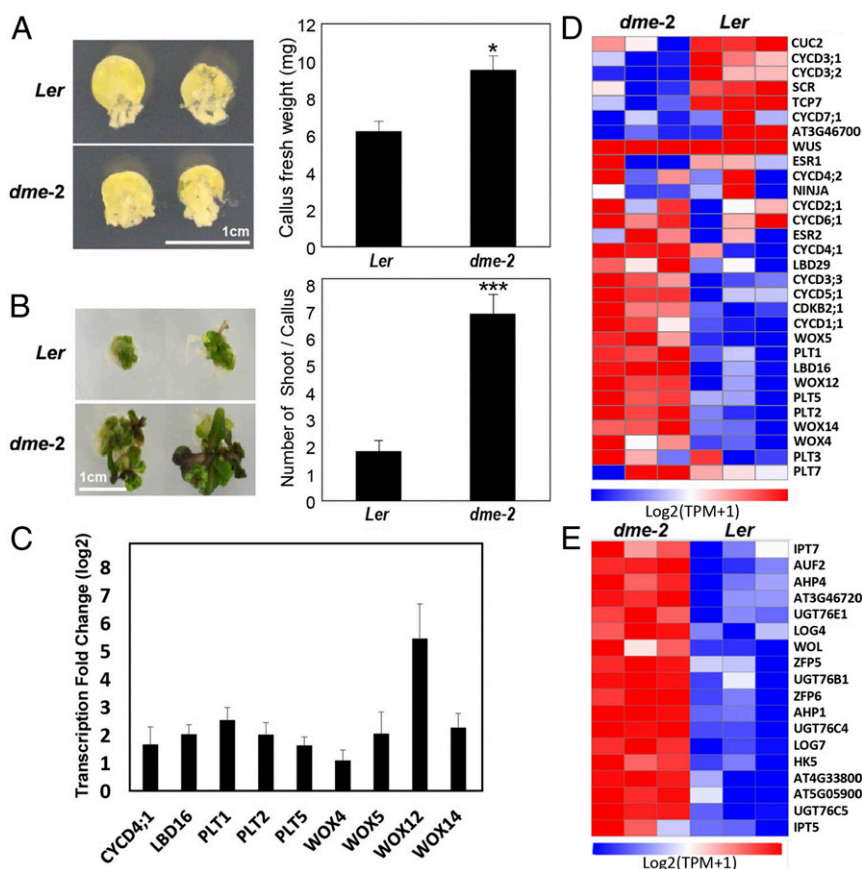 A
Ler
dme-2
1cm
Callus fresh weight (mg)
12
10
8
6
4
2
0
*
Ler
dme-2
B
Ler
dme-2
1cm
Number of Shoot / Callus
8
7
6
5
4
3
2
1
0
***
Ler
dme-2
C
Transcription Fold Change (log2)
8
7
6
5
4
3
2
1
0
CYCD4;1
LBD16
PLT1
PLT2
PLT5
WOX4
WOX5
WOX12
WOX14
D
dme-2 Ler
CUC2
CYCD3;1
CYCD3;2
SCR
TCP7
CYCD7;1
AT3G46700
WUS
ESR1
CYCD4;2
NINJA
CYCD2;1
CYCD6;1
ESR2
CYCD4;1
LBD29
CYCD3;3
CYCD5;1
CDKB2;1
CYCD1;1
WOX5
PLT1
LBD16
WOX12
PLT5
PLT2
WOX14
WOX4
PLT3
PLT7
Log2(TPM+1)
E
dme-2 Ler
IPT7
AUF2
AHP4
AT3G46720
UGT76E1
LOG4
WOL
ZFP5
UGT76B1
ZFP6
AHP1
UGT76C4
LOG7
HK5
AT4G33800
AT5G05900
UGT76C5
IPT5
Log2(TPM+1)